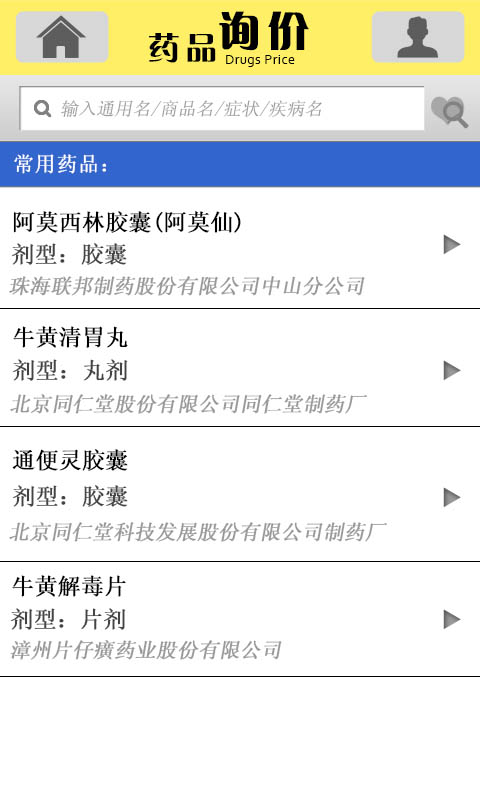 药品询价
Drugs Price
输入通用名/商品名/症状/疾病名
常用药品：
阿莫西林胶囊(阿莫仙)
剂型：胶囊
珠海联邦制药股份有限公司中山分公司
牛黄清胃丸
剂型：丸剂
北京同仁堂股份有限公司同仁堂制药厂
通便灵胶囊
剂型：胶囊
北京同仁堂科技发展股份有限公司制药厂
牛黄解毒片
剂型：片剂
漳州片仔癀药业股份有限公司